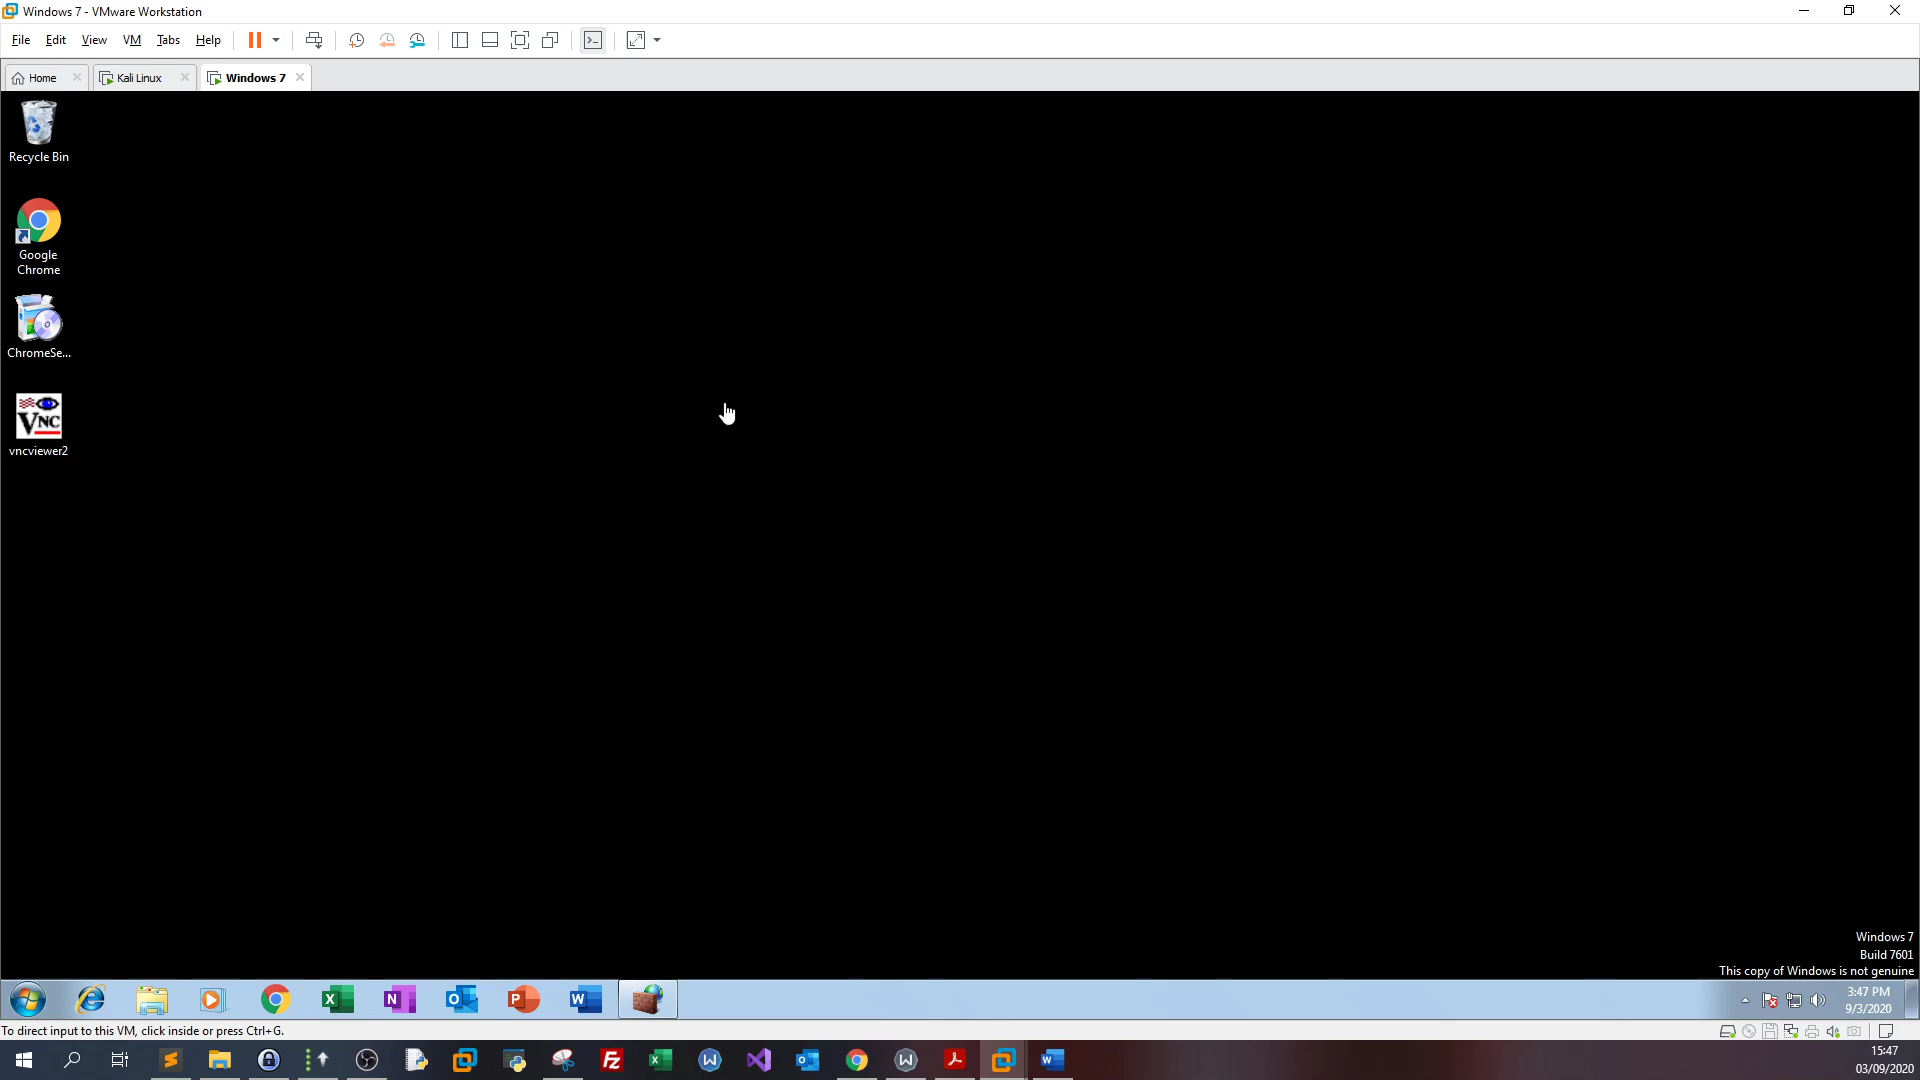 Windows 7 - VMware Workstation
File Edit View VM Tabs Help
Home Kali Linux Windows 7
Recycle Bin
Google
Chrome
ChromeSe...
VNC
vncviewer2
Windows 7
Build 7601
This copy of Windows is not genuine
3:47 PM
9/3/2020
To direct input to this VM, click inside or press Ctrl+G.
15:47
03/09/2020